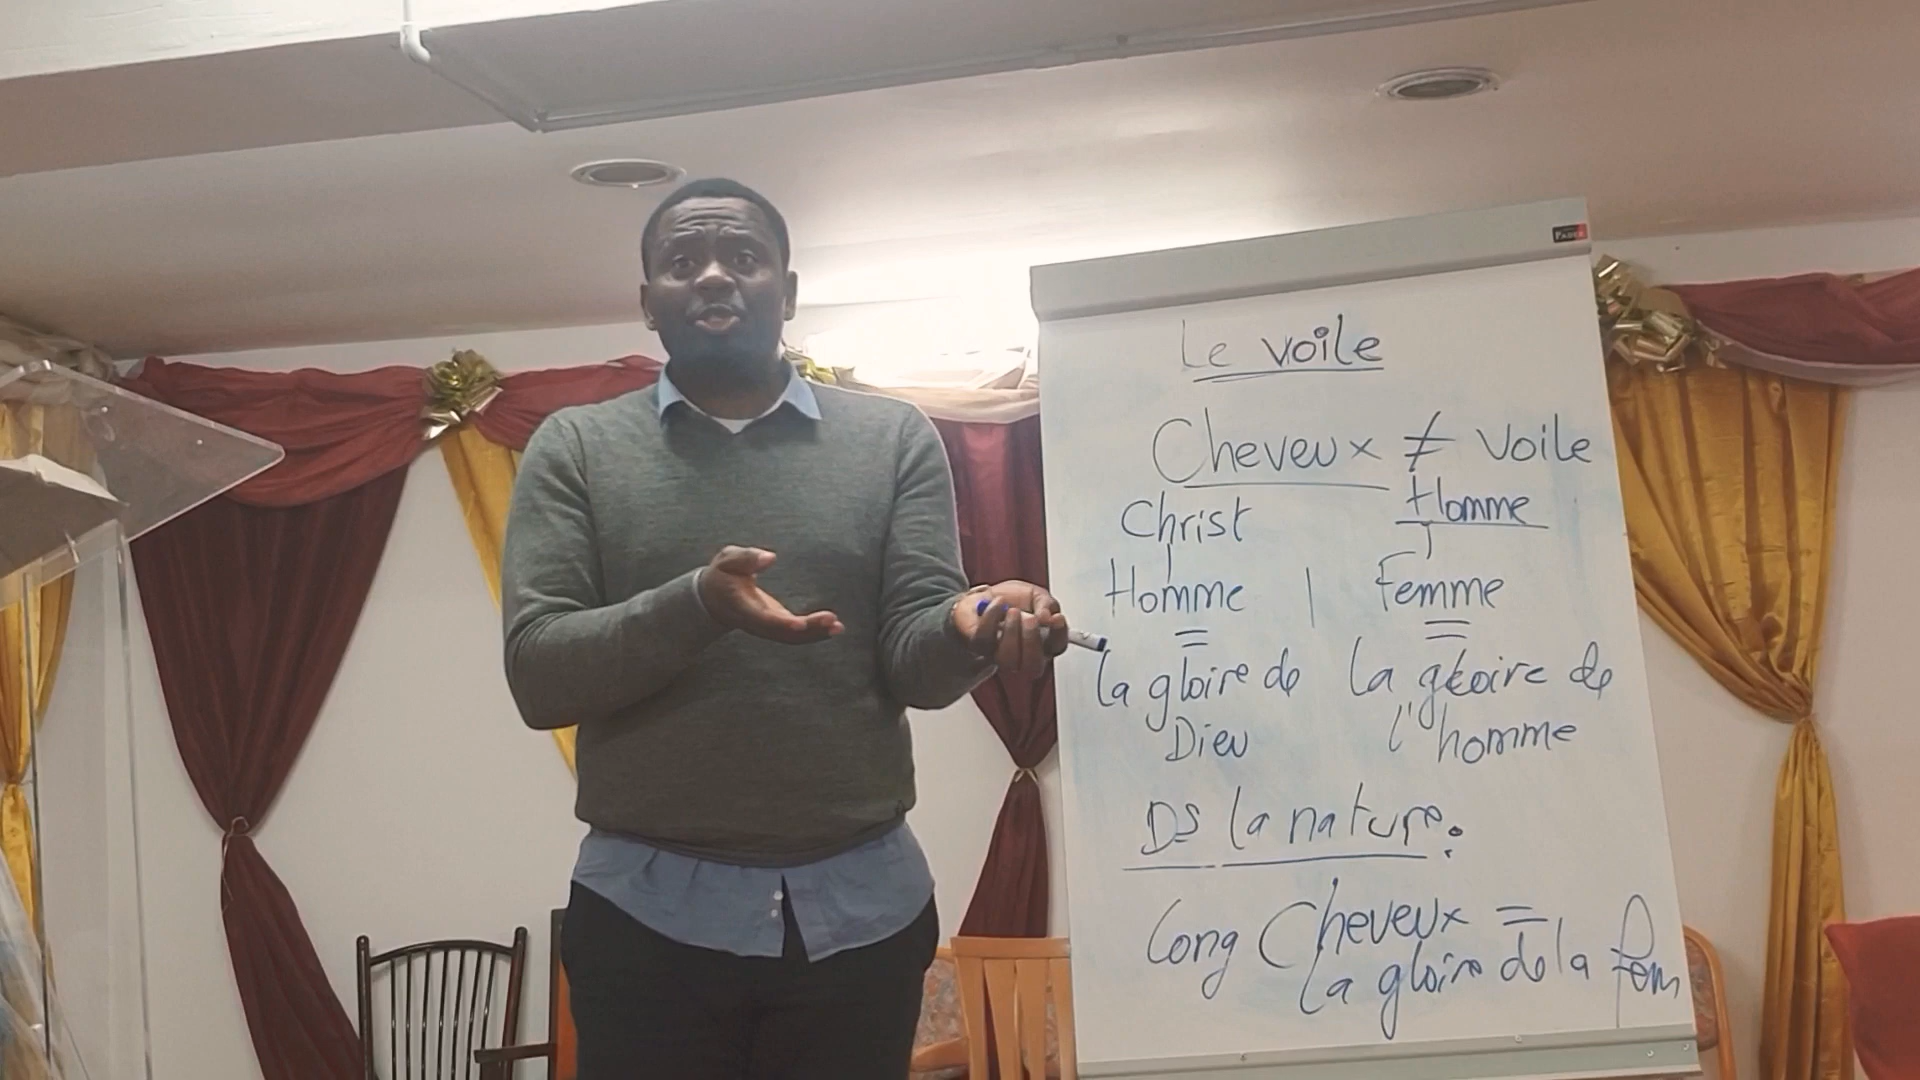 Le voile
Cheveux ≠ voile
Christ Homme
Homme | Femme
= =
la gloire de la gloire de
Dieu l'homme
Ds la nature:
Long Cheveux =
la gloire de la fem